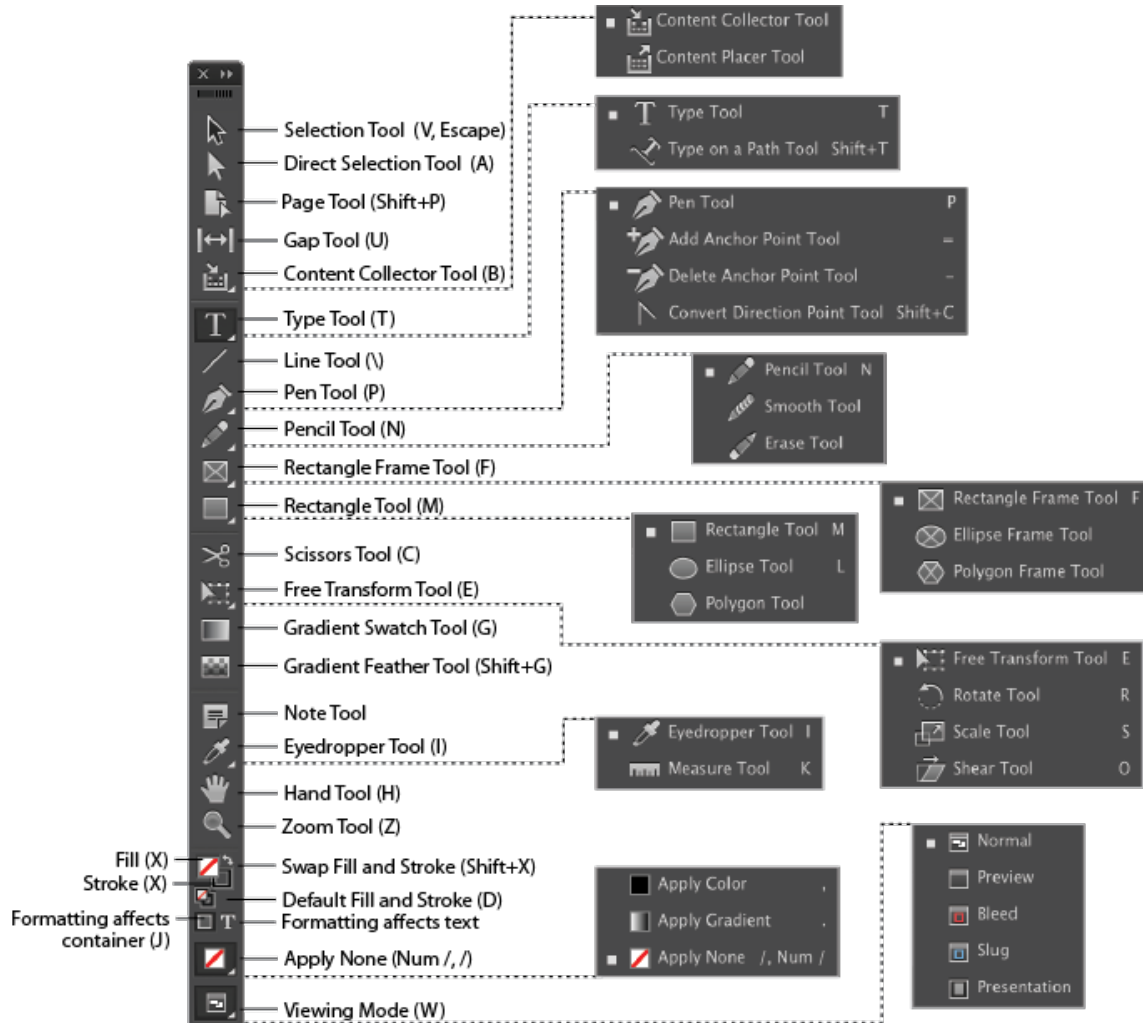 Selection Tool (V, Escape)
Direct Selection Tool (A)
Page Tool (Shift+P)
Gap Tool (U)
Content Collector Tool (B)
Type Tool (T)
Line Tool (\)
Pen Tool (P)
Pencil Tool (N)
Rectangle Frame Tool (F)
Rectangle Tool (M)
Scissors Tool (C)
Free Transform Tool (E)
Gradient Swatch Tool (G)
Gradient Feather Tool (Shift+G)
Note Tool
Eyedropper Tool (I)
Hand Tool (H)
Zoom Tool (Z)
Fill (X)
Swap Fill and Stroke (Shift+X)
Stroke (X)
Default Fill and Stroke (D)
Formatting affects
container (J)
Formatting affects text
Apply None (Num /, /)
Viewing Mode (W)
Content Collector Tool
Content Placer Tool
Type Tool T
Type on a Path Tool Shift+T
Pen Tool P
Add Anchor Point Tool =
Delete Anchor Point Tool -
Convert Direction Point Tool Shift+C
Pencil Tool N
Smooth Tool
Erase Tool
Rectangle Frame Tool F
Ellipse Frame Tool
Polygon Frame Tool
Rectangle Tool M
Ellipse Tool L
Polygon Tool
Free Transform Tool E
Rotate Tool R
Scale Tool S
Shear Tool O
Eyedropper Tool I
Measure Tool K
Apply Color ,
Apply Gradient .
Apply None /, Num /
Normal
Preview
Bleed
Slug
Presentation